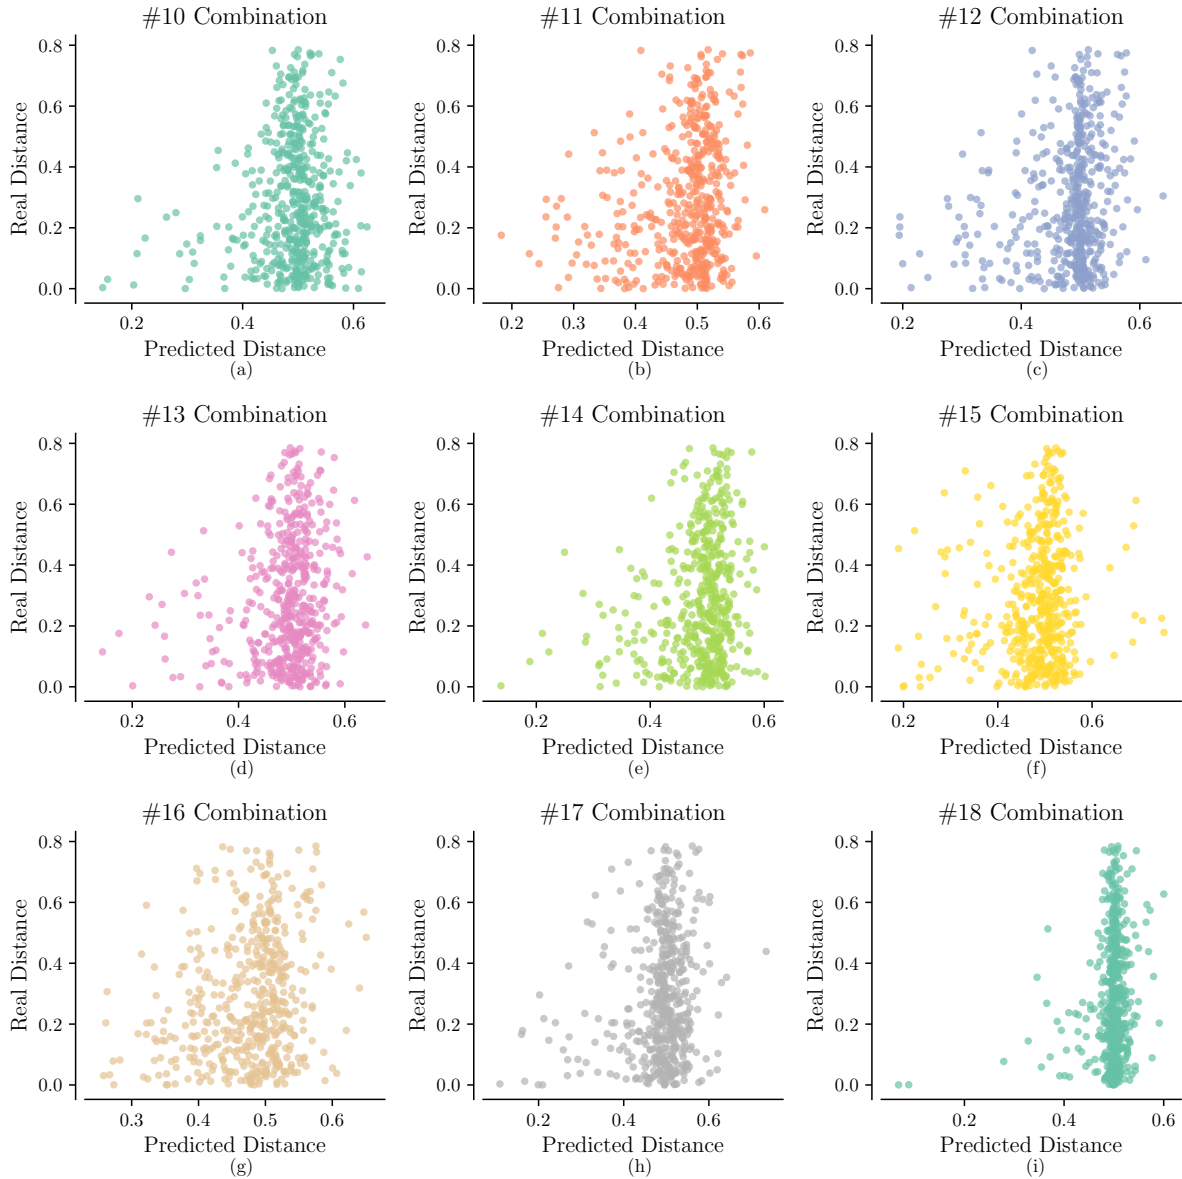 #10 Combination
0.8
0.6
0.4
0.2
0.0
Real Distance
0.2 0.4 0.6
Predicted Distance
(a)
#11 Combination
0.8
0.6
0.4
0.2
0.0
Real Distance
0.2 0.3 0.4 0.5 0.6
Predicted Distance
(b)
#12 Combination
0.8
0.6
0.4
0.2
0.0
Real Distance
0.2 0.4 0.6
Predicted Distance
(c)
#13 Combination
0.8
0.6
0.4
0.2
0.0
Real Distance
0.2 0.4 0.6
Predicted Distance
(d)
#14 Combination
0.8
0.6
0.4
0.2
0.0
Real Distance
0.2 0.4 0.6
Predicted Distance
(e)
#15 Combination
0.8
0.6
0.4
0.2
0.0
Real Distance
0.2 0.4 0.6
Predicted Distance
(f)
#16 Combination
0.8
0.6
0.4
0.2
0.0
Real Distance
0.3 0.4 0.5 0.6
Predicted Distance
(g)
#17 Combination
0.8
0.6
0.4
0.2
0.0
Real Distance
0.2 0.4 0.6
Predicted Distance
(h)
#18 Combination
0.8
0.6
0.4
0.2
0.0
Real Distance
0.2 0.4 0.6
Predicted Distance
(i)